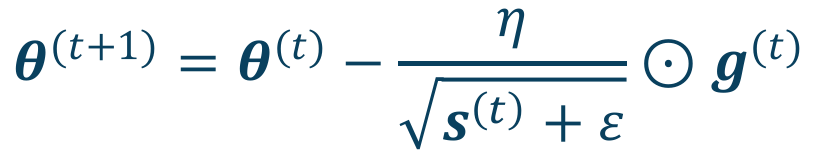 𝜽⁽ᵗ⁺¹⁾ = 𝜽⁽ᵗ⁾ − η / √(𝒔⁽ᵗ⁾ + ε) ⊙ 𝒈⁽ᵗ⁾